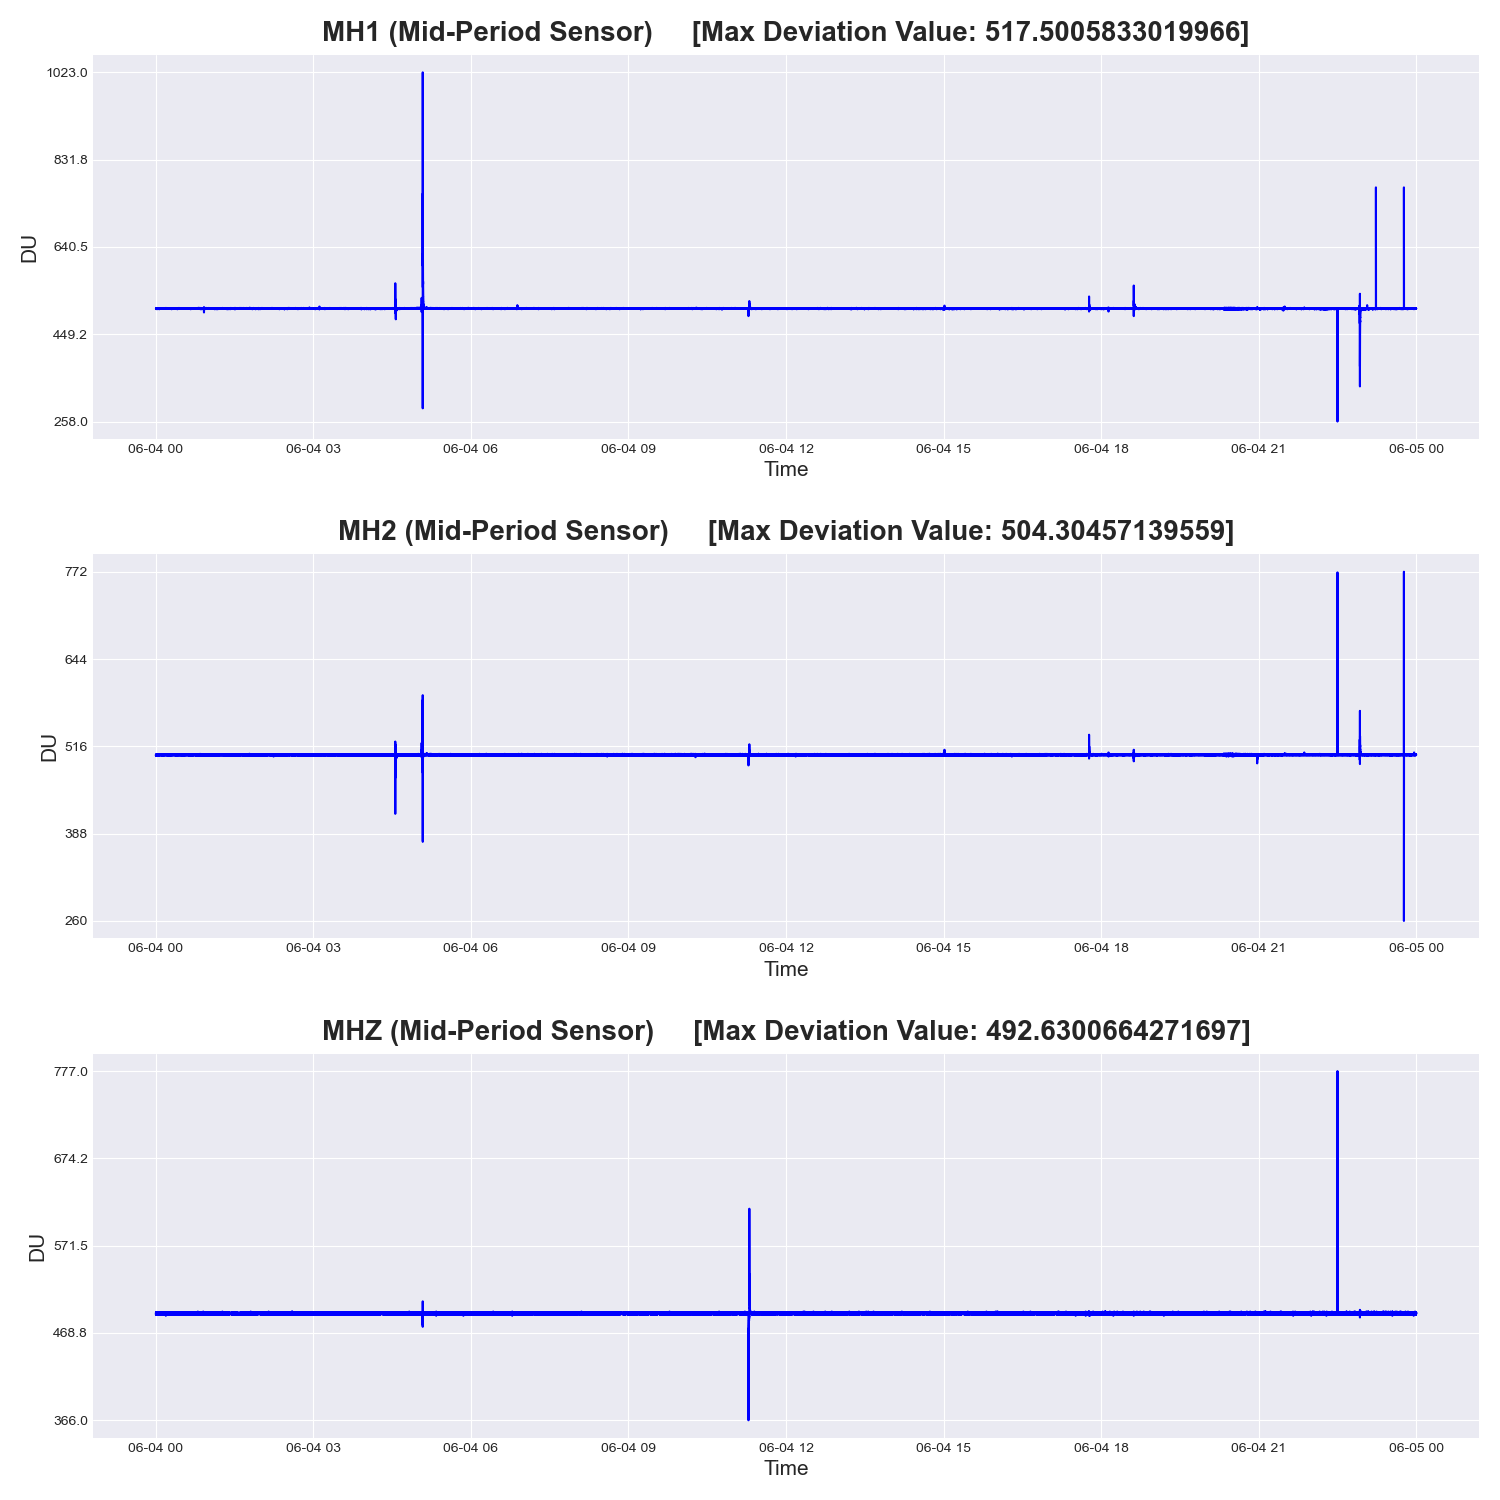 MH1 (Mid-Period Sensor) [Max Deviation Value: 517.5005833019966]
1023.0
831.8
640.5
449.2
258.0
DU
06-04 00 06-04 03 06-04 06 06-04 09 06-04 12 06-04 15 06-04 18 06-04 21 06-05 00
Time
MH2 (Mid-Period Sensor) [Max Deviation Value: 504.30457139559]
772
644
516
388
260
DU
06-04 00 06-04 03 06-04 06 06-04 09 06-04 12 06-04 15 06-04 18 06-04 21 06-05 00
Time
MHZ (Mid-Period Sensor) [Max Deviation Value: 492.6300664271697]
777.0
674.2
571.5
468.8
366.0
DU
06-04 00 06-04 03 06-04 06 06-04 09 06-04 12 06-04 15 06-04 18 06-04 21 06-05 00
Time